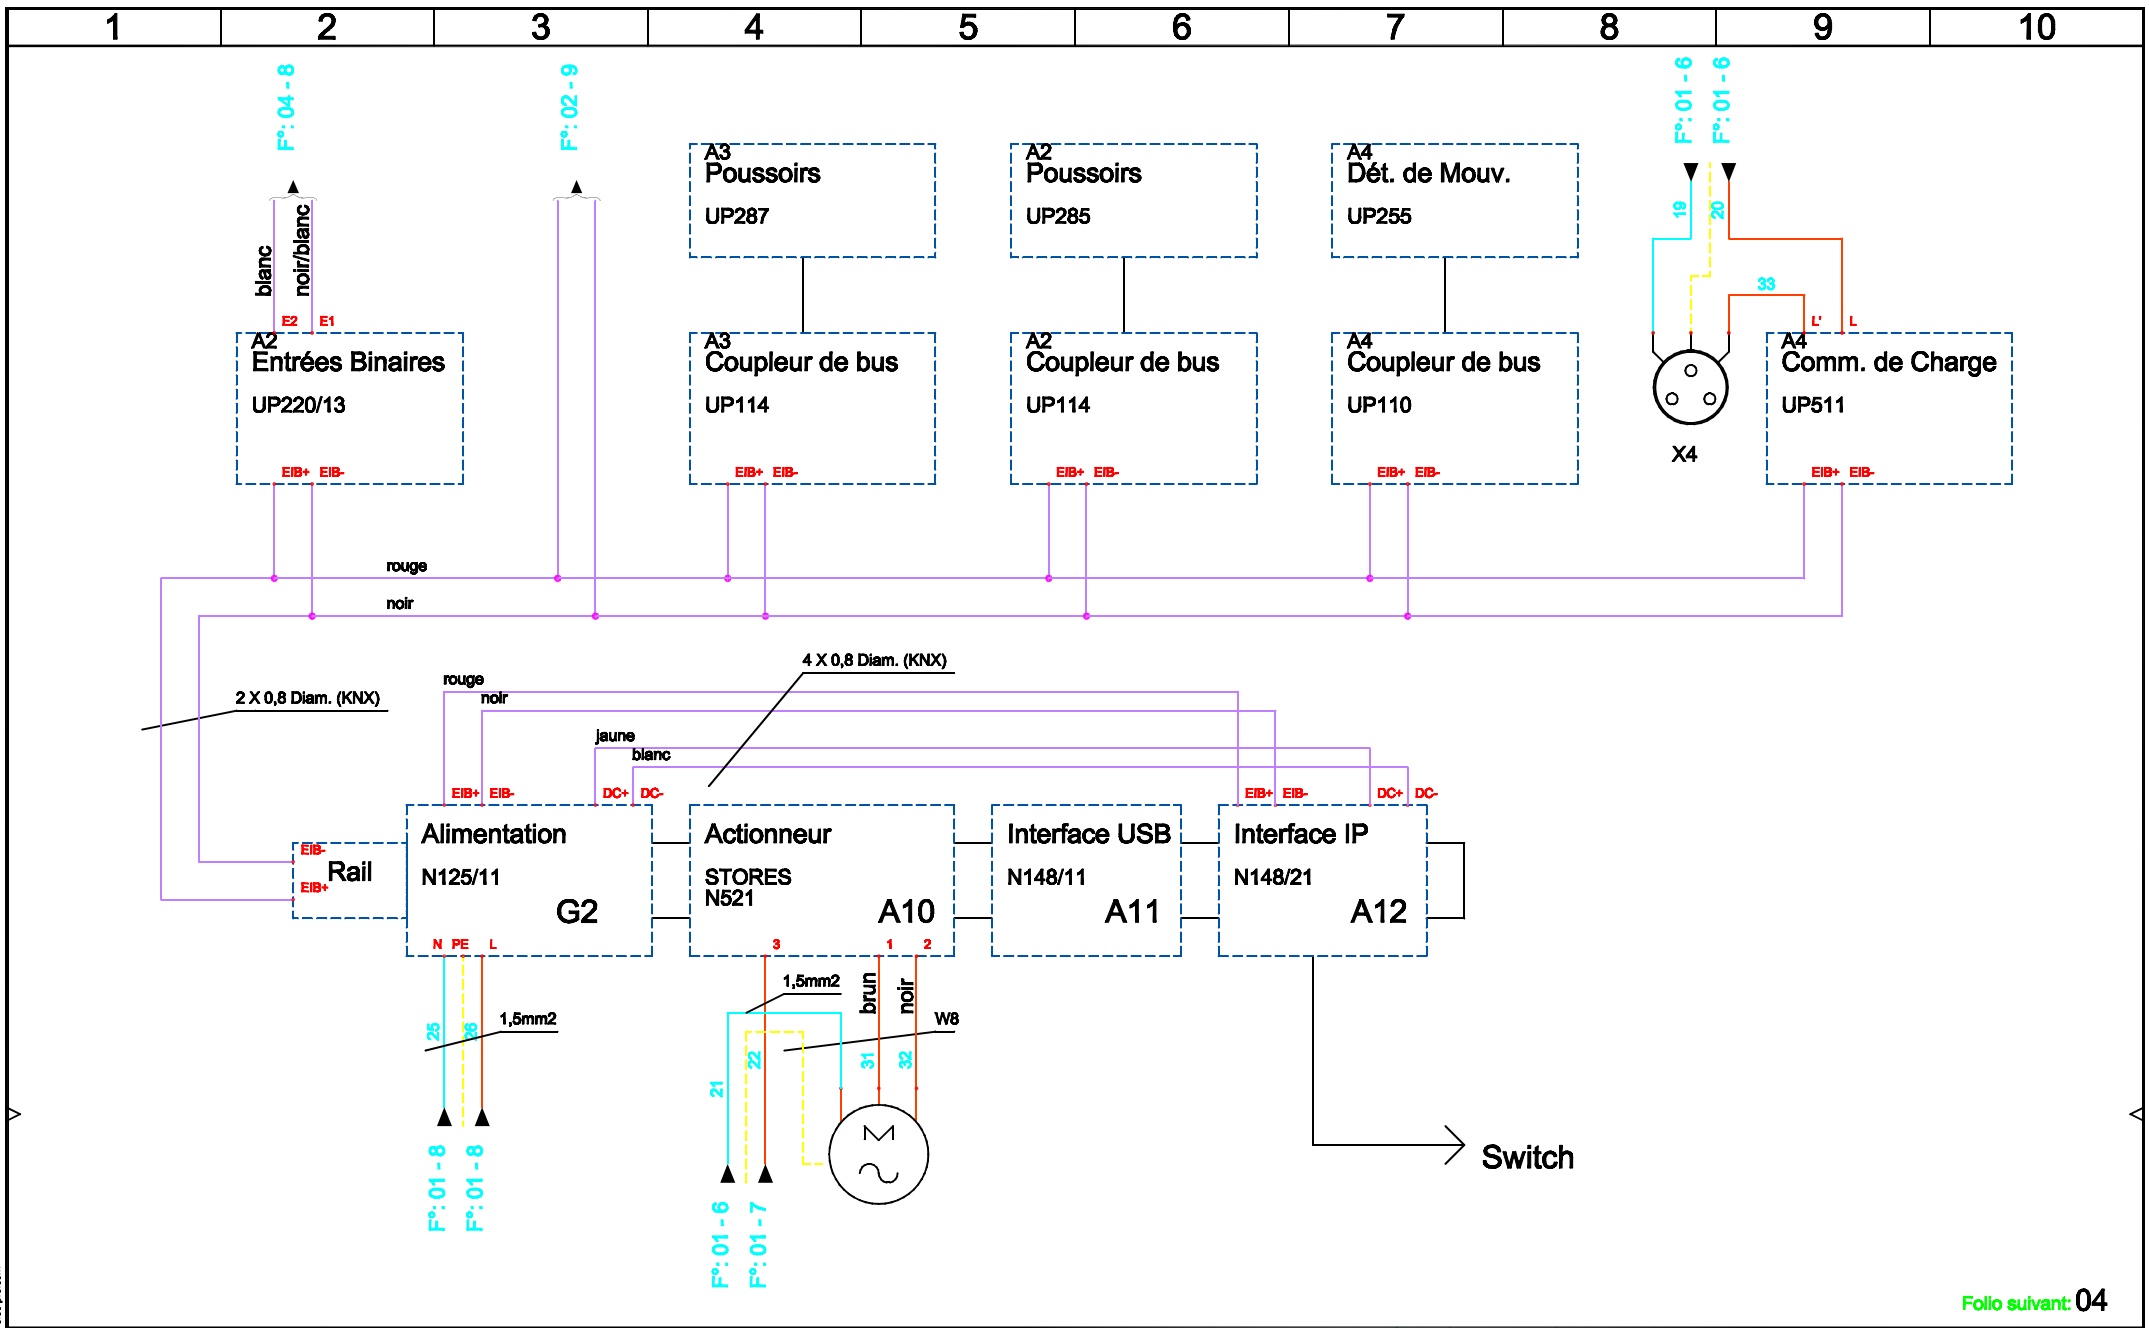 1 2 3 4 5 6 7 8 9 10
F°: 04 - 8
F°: 02 - 9
F°: 01 - 6
F°: 01 - 6
A3
Poussoirs
UP287
A2
Poussoirs
UP285
A4
Dét. de Mouv.
UP255
19
20
33
blanc
noir/blanc
E2 E1
A2
Entrées Binaires
UP220/13
EIB+ EIB-
A3
Coupleur de bus
UP114
EIB+ EIB-
A2
Coupleur de bus
UP114
EIB+ EIB-
A4
Coupleur de bus
UP110
EIB+ EIB-
X4
L' L
A4
Comm. de Charge
UP511
EIB+ EIB-
rouge
noir
4 X 0,8 Diam. (KNX)
2 X 0,8 Diam. (KNX)
rouge
noir
jaune
blanc
EIB-
EIB+
Rail
EIB+ EIB- DC+ DC-
Alimentation
N125/11
G2
N PE L
Actionneur
STORES
N521
A10
3 1 2
Interface USB
N148/11
A11
EIB+ EIB- DC+ DC-
Interface IP
N148/21
A12
25
26
1,5mm2
F°: 01 - 8
F°: 01 - 8
1,5mm2
brun
noir
W8
21
22
31
32
M
F°: 01 - 6
F°: 01 - 7
Switch
Folio suivant: 04